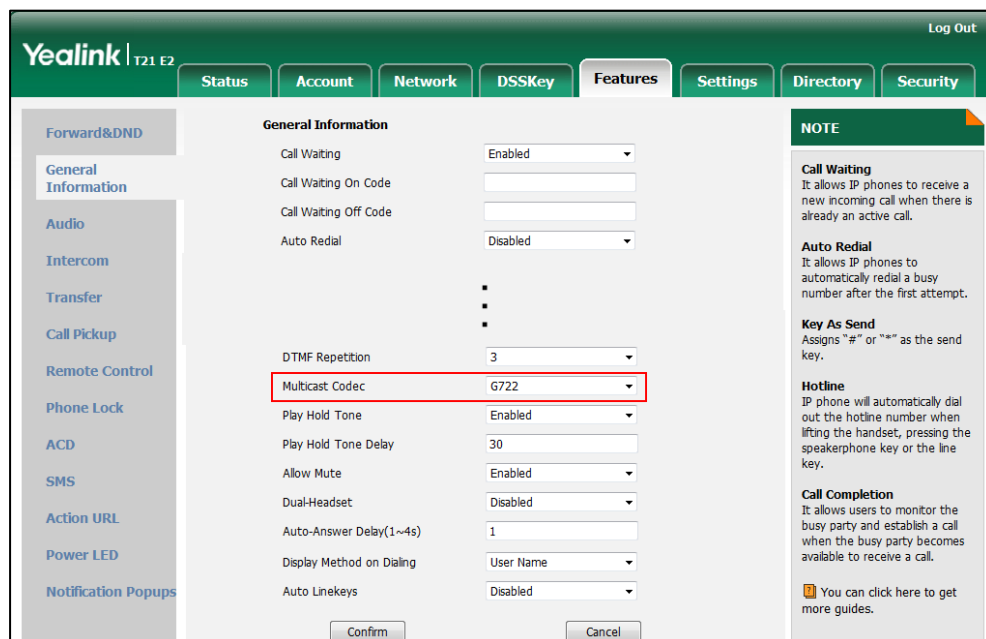 Log Out
Yealink T21 E2
Status Account Network DSSKey Features Settings Directory Security
Forward&DND
General
Information
Audio
Intercom
Transfer
Call Pickup
Remote Control
Phone Lock
ACD
SMS
Action URL
Power LED
Notification Popups
General Information
Call Waiting Enabled
Call Waiting On Code
Call Waiting Off Code
Auto Redial Disabled
DTMF Repetition 3
Multicast Codec G722
Play Hold Tone Enabled
Play Hold Tone Delay 30
Allow Mute Enabled
Dual-Headset Disabled
Auto-Answer Delay(1~4s) 1
Display Method on Dialing User Name
Auto Linekeys Disabled
Confirm Cancel
NOTE
Call Waiting
It allows IP phones to receive a
new incoming call when there is
already an active call.
Auto Redial
It allows IP phones to
automatically redial a busy
number after the first attempt.
Key As Send
Assigns "#" or "*" as the send
key.
Hotline
IP phone will automatically dial
out the hotline number when
lifting the handset, pressing the
speakerphone key or the line
key.
Call Completion
It allows users to monitor the
busy party and establish a call
when the busy party becomes
available to receive a call.
You can click here to get
more guides.